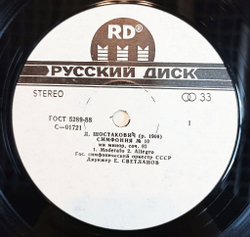 RD®
РУССКИЙ ДИСК
STEREO
33
ГОСТ 5289-88
С—01721
1
Д. ШОСТАКОВИЧ (р. 1906)
СИМФОНИЯ № 10
ми минор, соч. 93
1. Moderato 2. Allegro
Гос. симфонический оркестр СССР
Дирижер Е. СВЕТЛАНОВ